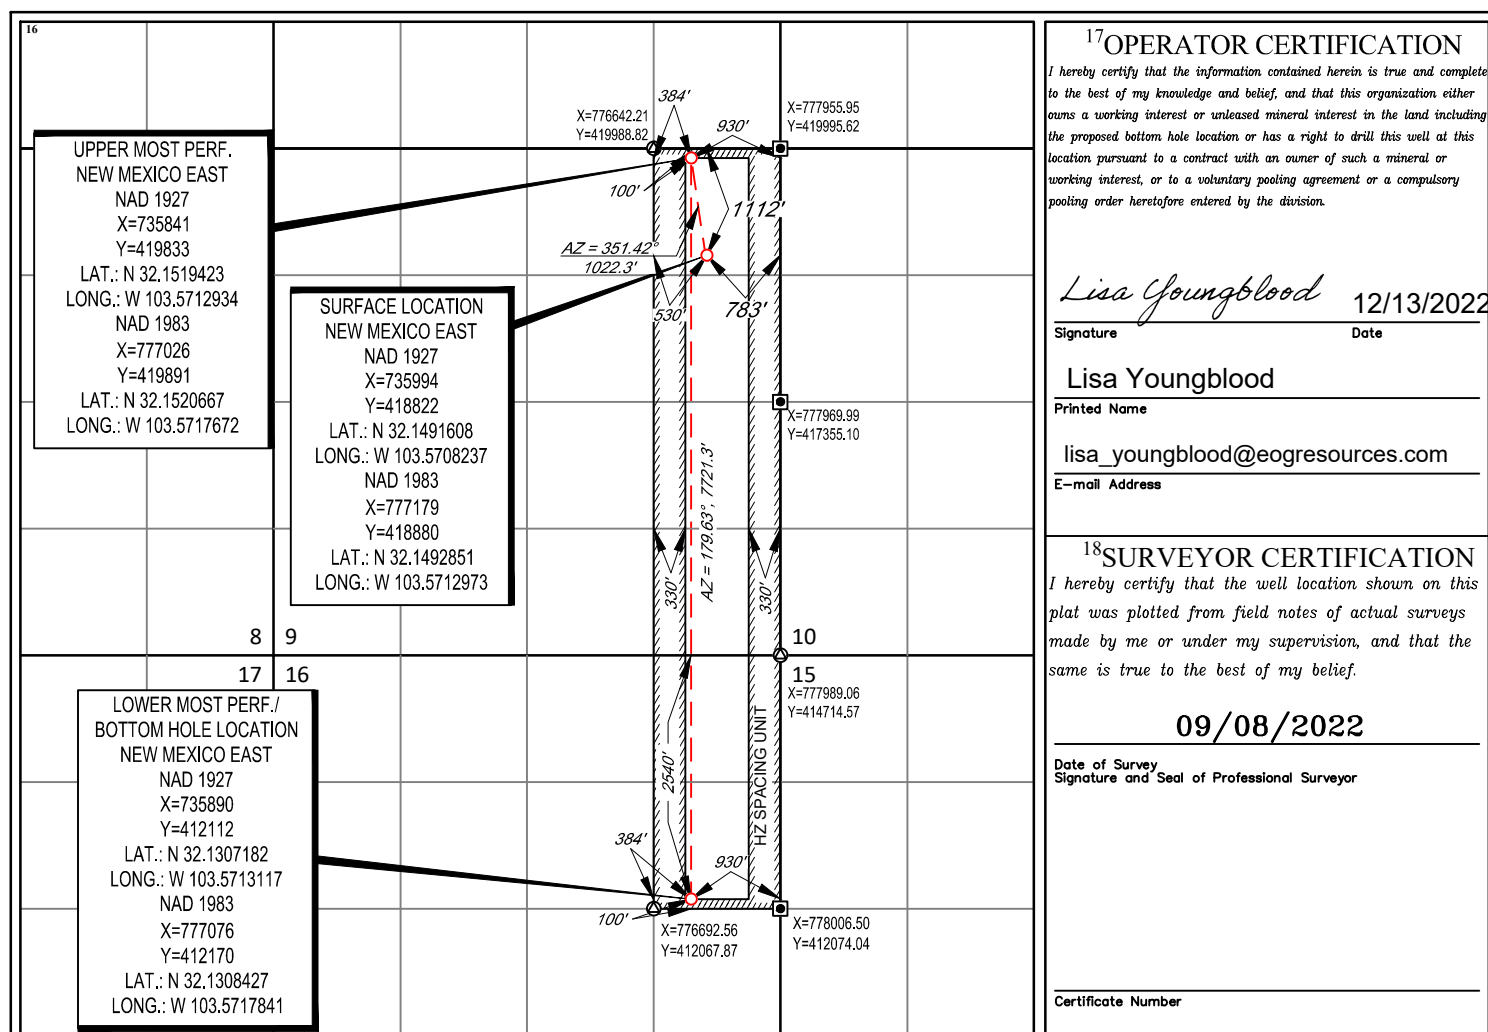 16
384'
X=776642.21
Y=419988.82
930'
X=777955.95
Y=419995.62
UPPER MOST PERF.
NEW MEXICO EAST
NAD 1927
X=735841
Y=419833
LAT.: N 32.1519423
LONG.: W 103.5712934
NAD 1983
X=777026
Y=419891
LAT.: N 32.1520667
LONG.: W 103.5717672
100'
1112'
AZ = 351.42°
1022.3'
530'
783'
SURFACE LOCATION
NEW MEXICO EAST
NAD 1927
X=735994
Y=418822
LAT.: N 32.1491608
LONG.: W 103.5708237
NAD 1983
X=777179
Y=418880
LAT.: N 32.1492851
LONG.: W 103.5712973
X=777969.99
Y=417355.10
AZ = 179.63°, 7721.3'
330'
330'
8 9
10
17 16
15
X=777989.06
Y=414714.57
LOWER MOST PERF./
BOTTOM HOLE LOCATION
NEW MEXICO EAST
NAD 1927
X=735890
Y=412112
LAT.: N 32.1307182
LONG.: W 103.5713117
NAD 1983
X=777076
Y=412170
LAT.: N 32.1308427
LONG.: W 103.5717841
2540'
HZ SPACING UNIT
384'
930'
100'
X=776692.56
Y=412067.87
X=778006.50
Y=412074.04
17OPERATOR CERTIFICATION
I hereby certify that the information contained herein is true and complete
to the best of my knowledge and belief, and that this organization either
owns a working interest or unleased mineral interest in the land including
the proposed bottom hole location or has a right to drill this well at this
location pursuant to a contract with an owner of such a mineral or
working interest, or to a voluntary pooling agreement or a compulsory
pooling order heretofore entered by the division.
Lisa Youngblood 12/13/2022
Signature Date
Lisa Youngblood
Printed Name
lisa_youngblood@eogresources.com
E-mail Address
18SURVEYOR CERTIFICATION
I hereby certify that the well location shown on this
plat was plotted from field notes of actual surveys
made by me or under my supervision, and that the
same is true to the best of my belief.
09/08/2022
Date of Survey
Signature and Seal of Professional Surveyor
Certificate Number